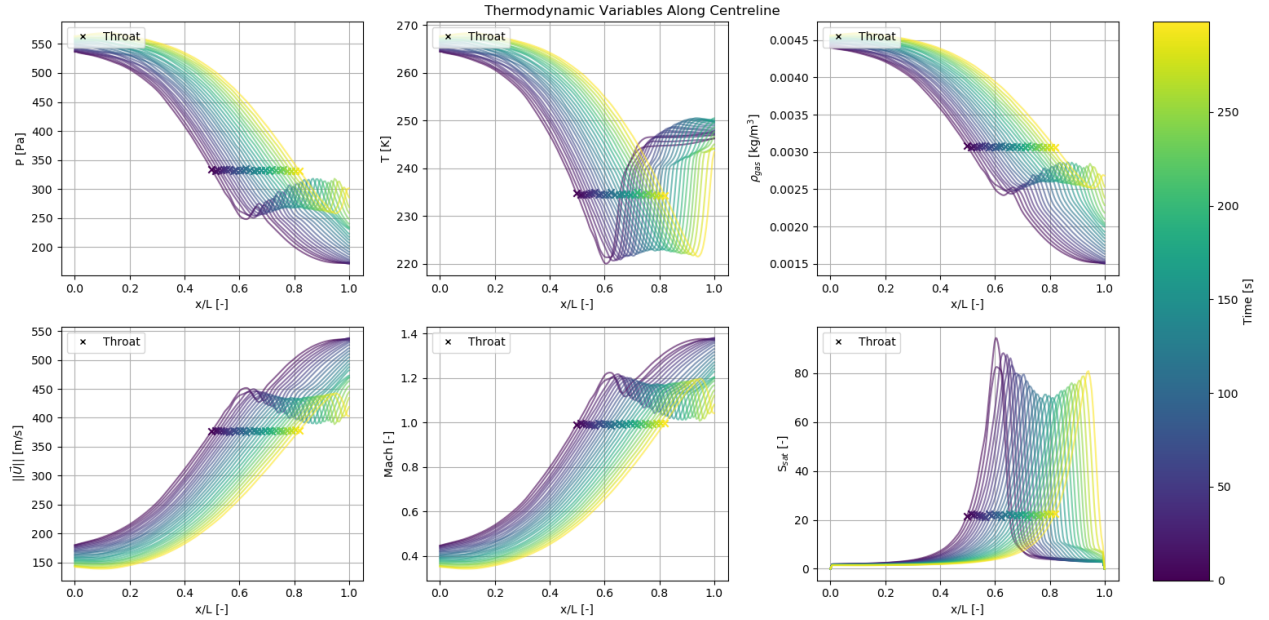 Thermodynamic Variables Along Centreline
P [Pa]
550
500
450
400
350
300
250
200
Throat
0.0 0.2 0.4 0.6 0.8 1.0
x/L [-]
T [K]
270
260
250
240
230
220
Throat
0.0 0.2 0.4 0.6 0.8 1.0
x/L [-]
ρgas [kg/m³]
0.0045
0.0040
0.0035
0.0030
0.0025
0.0020
0.0015
Throat
0.0 0.2 0.4 0.6 0.8 1.0
x/L [-]
||U⃗|| [m/s]
550
500
450
400
350
300
250
200
150
Throat
0.0 0.2 0.4 0.6 0.8 1.0
x/L [-]
Mach [-]
1.4
1.2
1.0
0.8
0.6
0.4
Throat
0.0 0.2 0.4 0.6 0.8 1.0
x/L [-]
Ssat [-]
80
60
40
20
0
Throat
0.0 0.2 0.4 0.6 0.8 1.0
x/L [-]
250
200
150
100
50
0
Time [s]